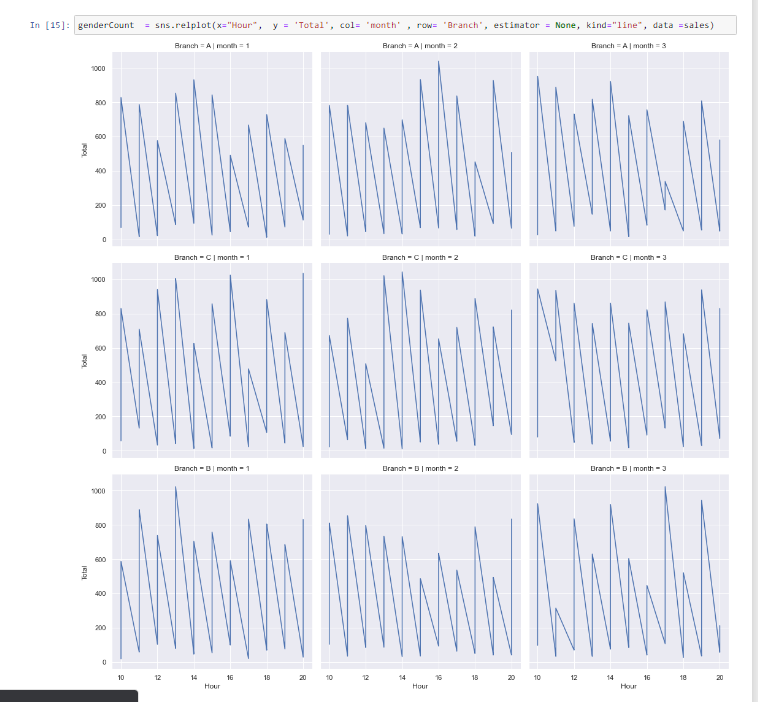 In [15]: genderCount  = sns.relplot(x="Hour",  y = 'Total', col= 'month' , row= 'Branch', estimator = None, kind="line", data =sales)
Branch = A | month = 1 Branch = A | month = 2 Branch = A | month = 3
1000
800
600
Total
400
200
0
Branch = C | month = 1 Branch = C | month = 2 Branch = C | month = 3
1000
800
600
Total
400
200
0
Branch = B | month = 1 Branch = B | month = 2 Branch = B | month = 3
1000
800
600
Total
400
200
0
10 12 14 16 18 20 10 12 14 16 18 20 10 12 14 16 18 20
Hour Hour Hour